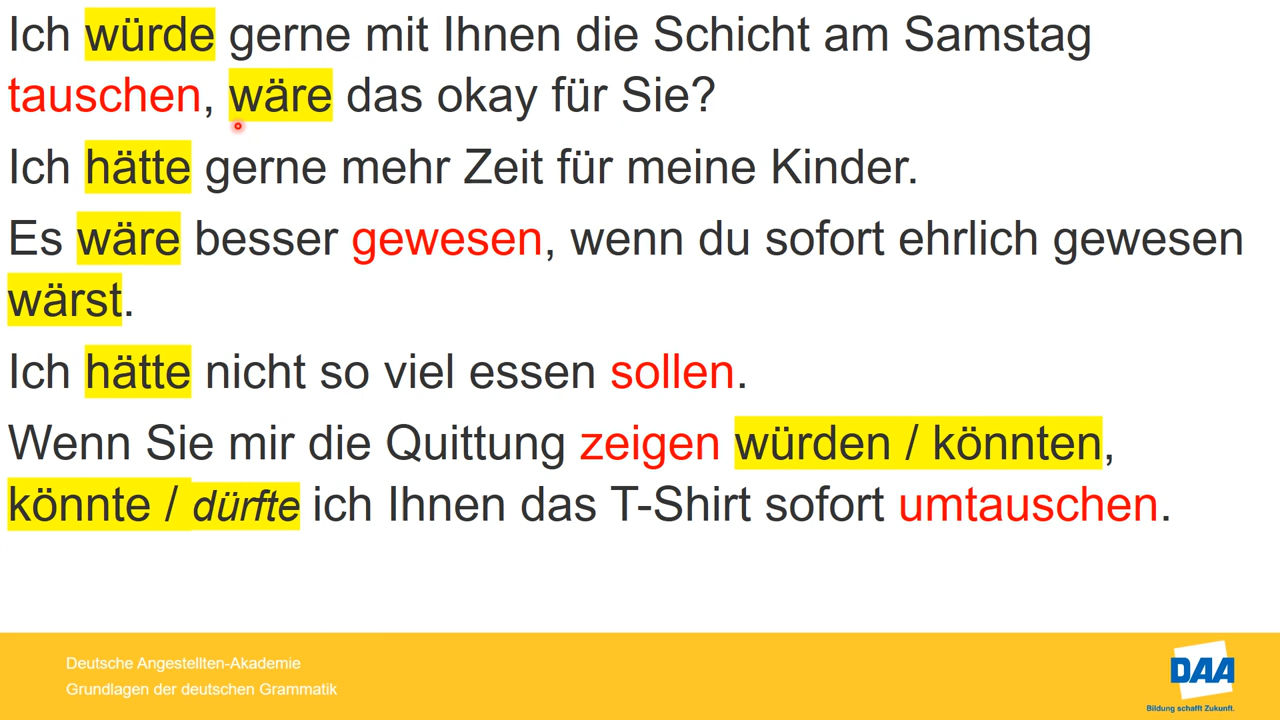 Ich würde gerne mit Ihnen die Schicht am Samstag
tauschen, wäre das okay für Sie?
Ich hätte gerne mehr Zeit für meine Kinder.
Es wäre besser gewesen, wenn du sofort ehrlich gewesen
wärst.
Ich hätte nicht so viel essen sollen.
Wenn Sie mir die Quittung zeigen würden / könnten,
könnte / dürfte ich Ihnen das T-Shirt sofort umtauschen.
Deutsche Angestellten-Akademie
Grundlagen der deutschen Grammatik
DAA
Bildung schafft Zukunft.